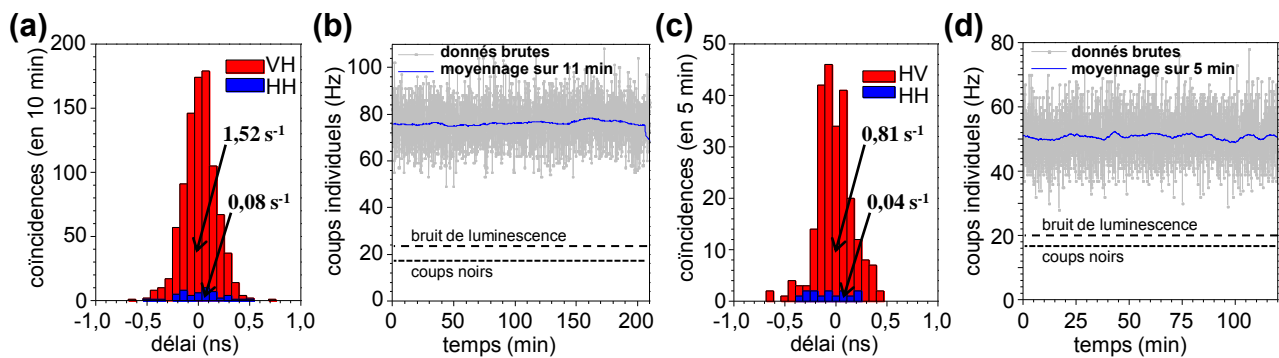 (a)
200
150
100
50
0
coïncidences (en 10 min)
VH
HH
1,52 s-1
0,08 s-1
-1,0 -0,5 0 0,5 1,0
délai (ns)
(b)
100
80
60
40
20
0
coups individuels (Hz)
donnés brutes
moyennage sur 11 min
bruit de luminescence
coups noirs
0 50 100 150 200
temps (min)
(c)
50
40
30
20
10
0
coïncidences (en 5 min)
HV
HH
0,81 s-1
0,04 s-1
-1,0 -0,5 0 0,5 1,0
délai (ns)
(d)
80
60
40
20
0
coups individuels (Hz)
donnés brutes
moyennage sur 5 min
bruit de luminescence
coups noirs
0 25 50 75 100
temps (min)